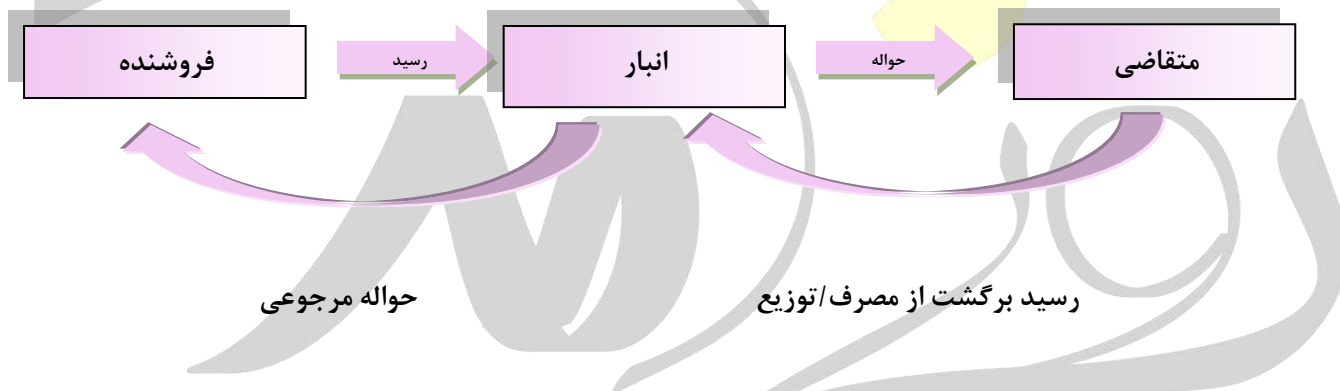 فروشنده
رسید
انبار
حواله
متقاضی
حواله مرجوعی
رسید برگشت از مصرف/توزیع